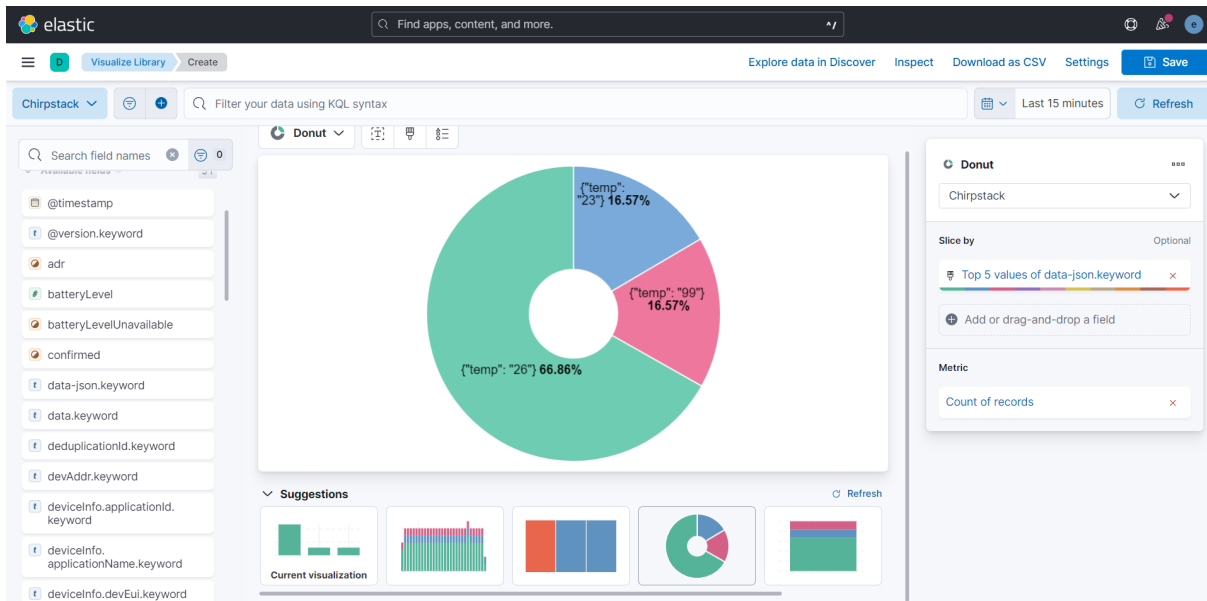 elastic
Find apps, content, and more.
^/
e
D
Visualize Library
Create
Explore data in Discover
Inspect
Download as CSV
Settings
Save
Chirpstack
Filter your data using KQL syntax
Last 15 minutes
Refresh
Search field names
0
Available fields
@timestamp
@version.keyword
adr
batteryLevel
batteryLevelUnavailable
confirmed
data-json.keyword
data.keyword
deduplicationId.keyword
devAddr.keyword
deviceInfo.applicationId.
keyword
deviceInfo.
applicationName.keyword
deviceInfo.devEui.keyword
Donut
{"temp":
"23"} 16.57%
{"temp": "99"}
16.57%
{"temp": "26"} 66.86%
Suggestions
Refresh
Current visualization
Donut
Chirpstack
Slice by
Optional
Top 5 values of data-json.keyword
Add or drag-and-drop a field
Metric
Count of records